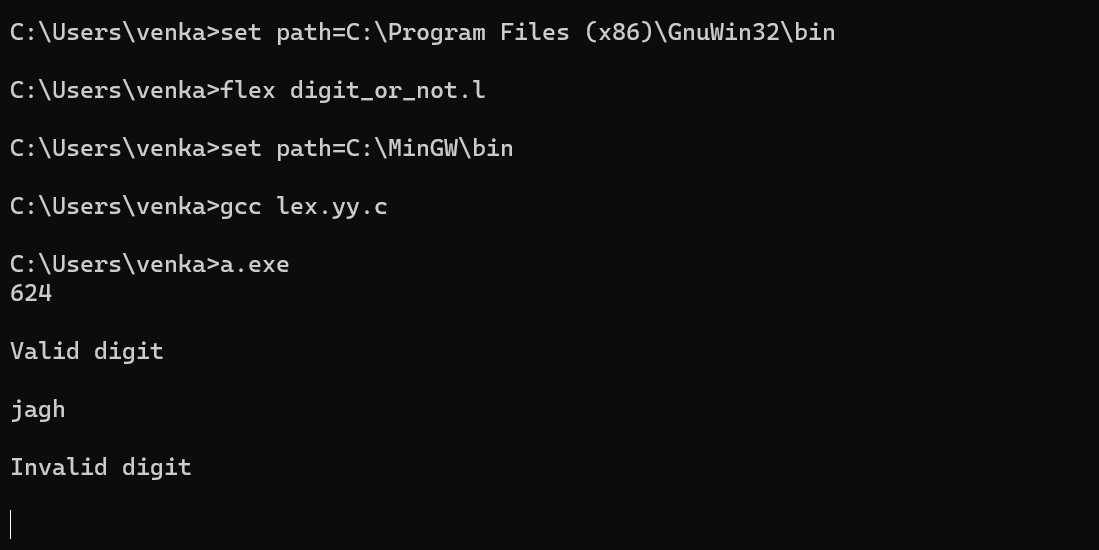 C:\Users\venka>set path=C:\Program Files (x86)\GnuWin32\bin
C:\Users\venka>flex digit_or_not.l
C:\Users\venka>set path=C:\MinGW\bin
C:\Users\venka>gcc lex.yy.c
C:\Users\venka>a.exe
624
Valid digit
jagh
Invalid digit